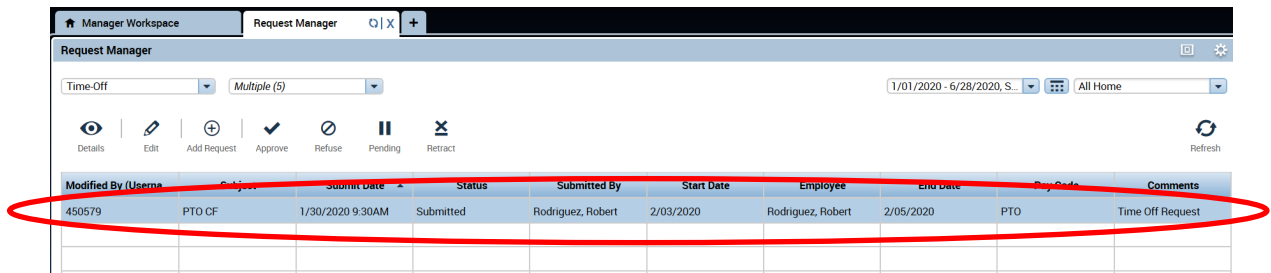 Manager Workspace Request Manager X +
Request Manager
Time-Off Multiple (5) 1/01/2020 - 6/28/2020, S... All Home
Details Edit Add Request Approve Refuse Pending Retract Refresh
Modified By (Userna... Subject Submit Date Status Submitted By Start Date Employee End Date Pay Code Comments
450579 PTO CF 1/30/2020 9:30AM Submitted Rodriguez, Robert 2/03/2020 Rodriguez, Robert 2/05/2020 PTO Time Off Request